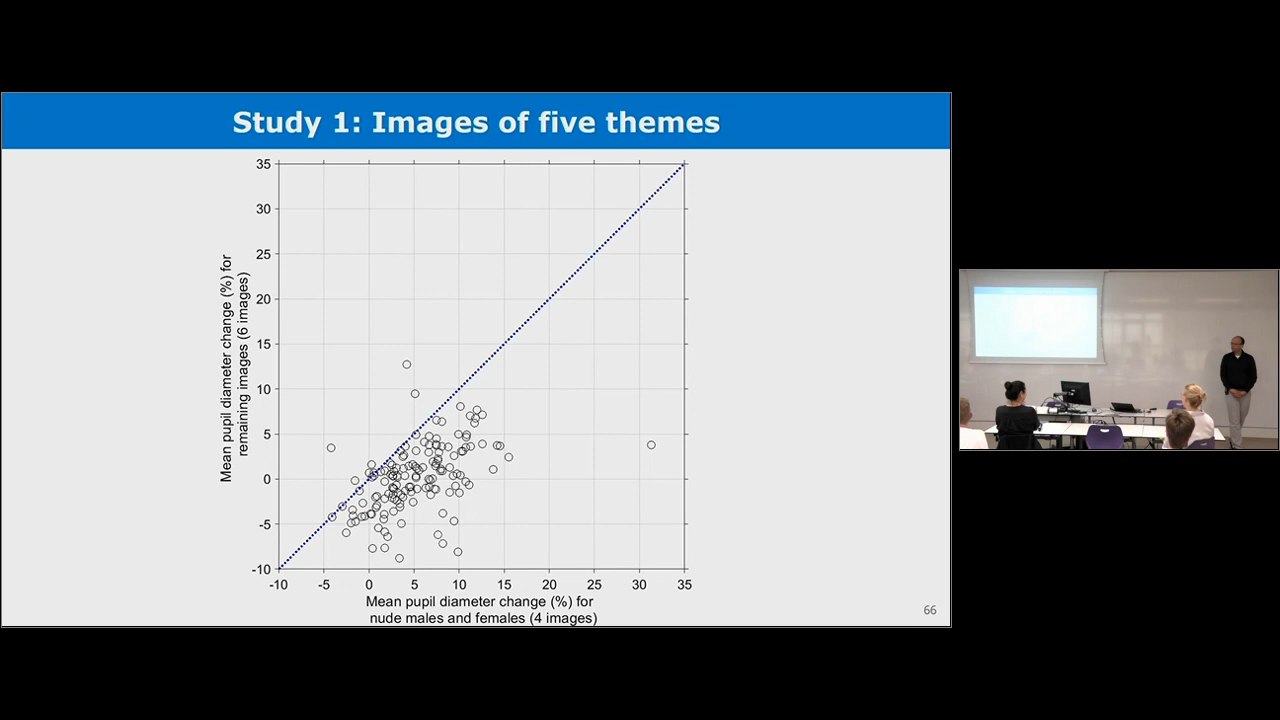 Study 1: Images of five themes
35
30
25
20
15
10
5
0
-5
-10
-10 -5 0 5 10 15 20 25 30 35
Mean pupil diameter change (%) for
remaining images (6 images)
Mean pupil diameter change (%) for
nude males and females (4 images)
66